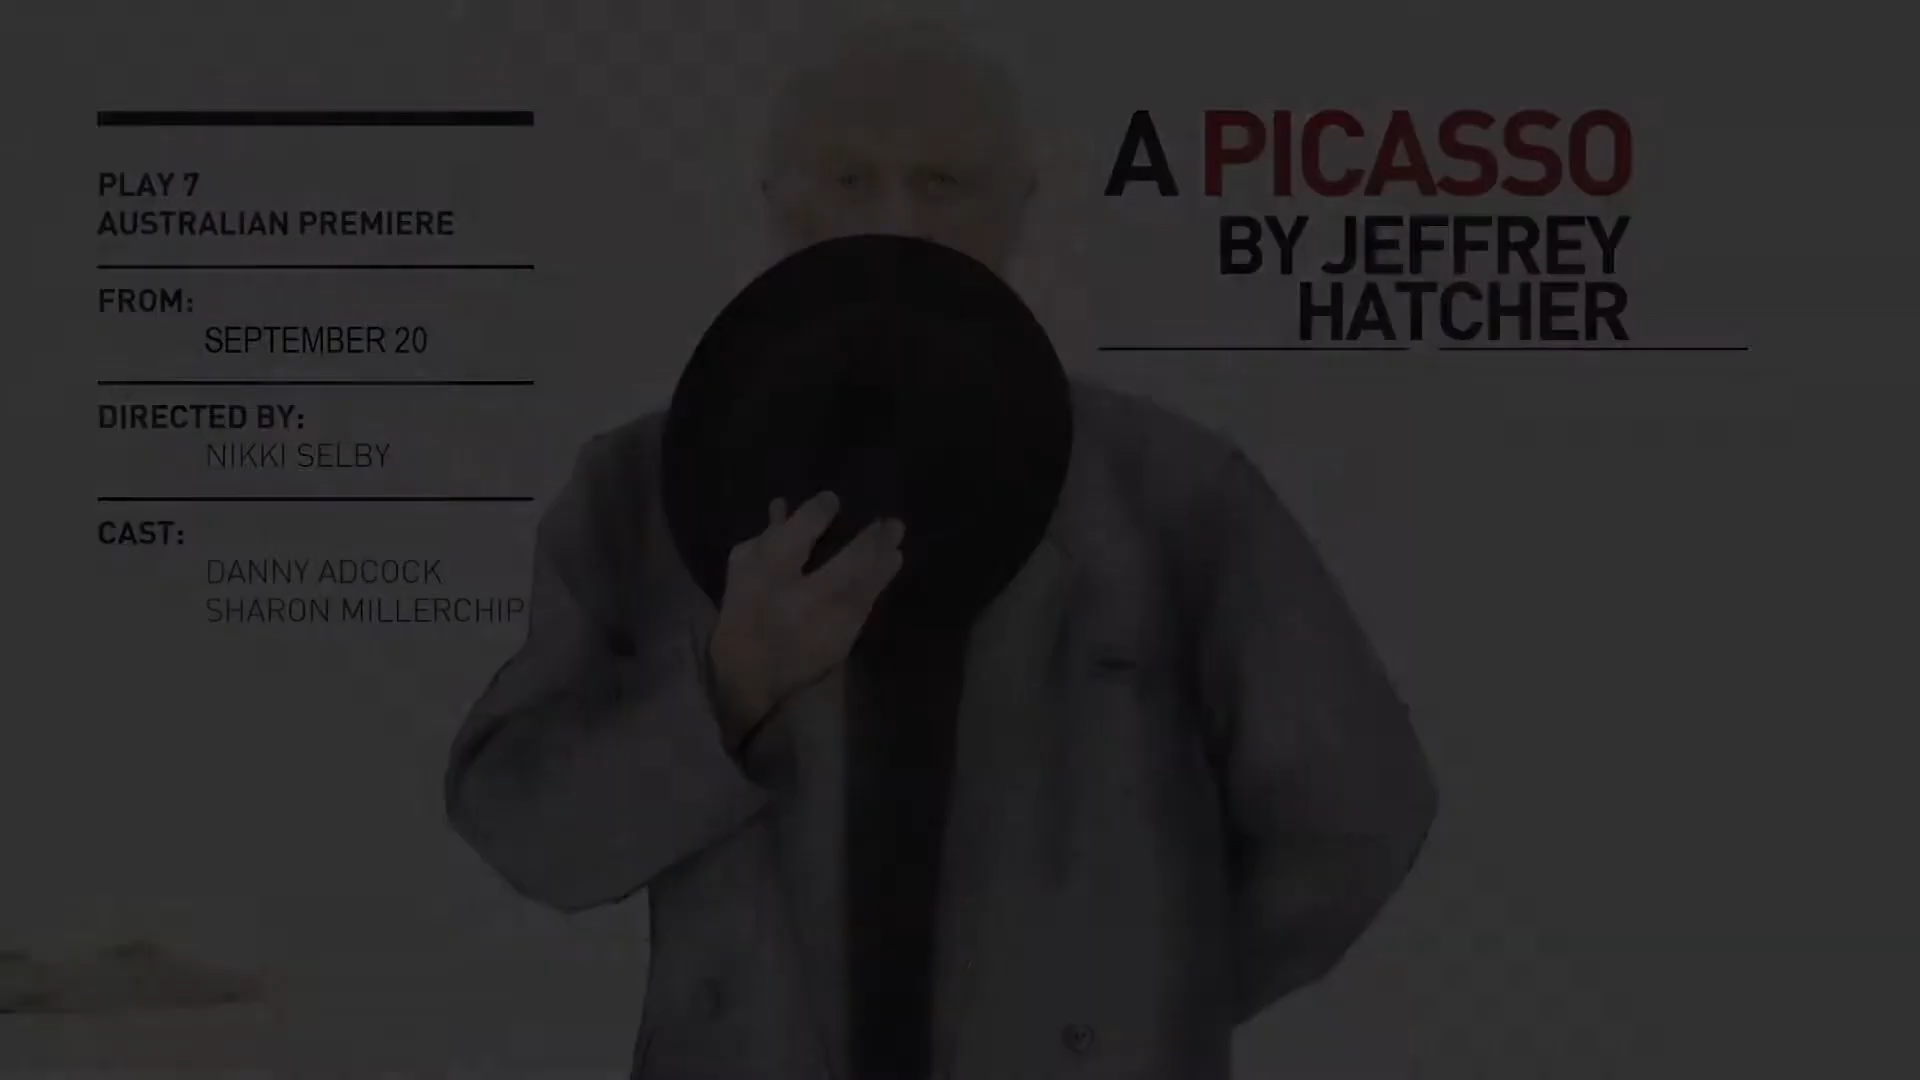 PLAY 7
AUSTRALIAN PREMIERE
FROM:
SEPTEMBER 20
DIRECTED BY:
NIKKI SELBY
CAST:
DANNY ADCOCK
SHARON MILLERCHIP
A PICASSO
BY JEFFREY
HATCHER